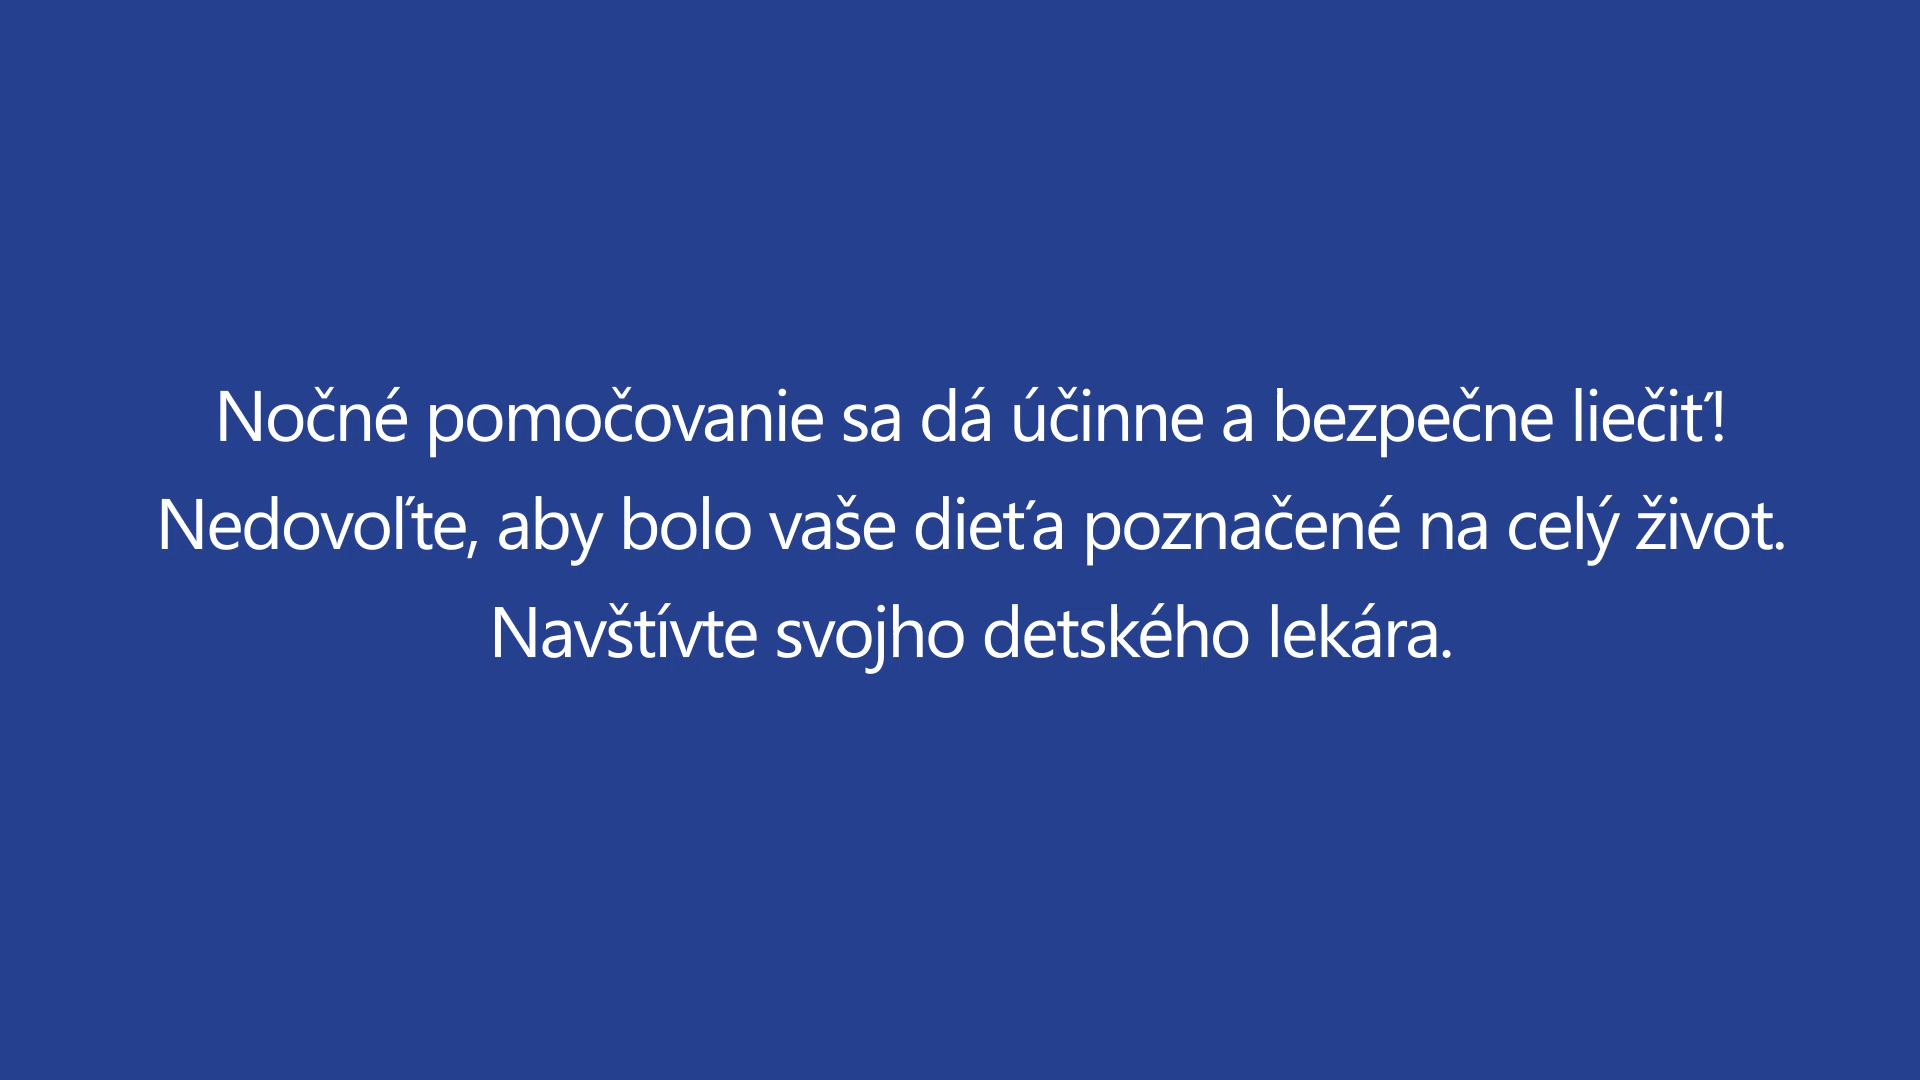 Nočné pomočovanie sa dá účinne a bezpečne liečiť!
Nedovoľte, aby bolo vaše dieťa poznačené na celý život.
Navštívte svojho detského lekára.